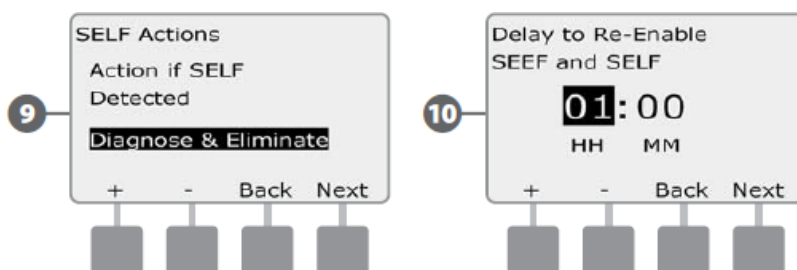 9
SELF Actions
Action if SELF
Detected
Diagnose & Eliminate
+ - Back Next
10
Delay to Re-Enable
SEEF and SELF
01:00
HH MM
+ - Back Next